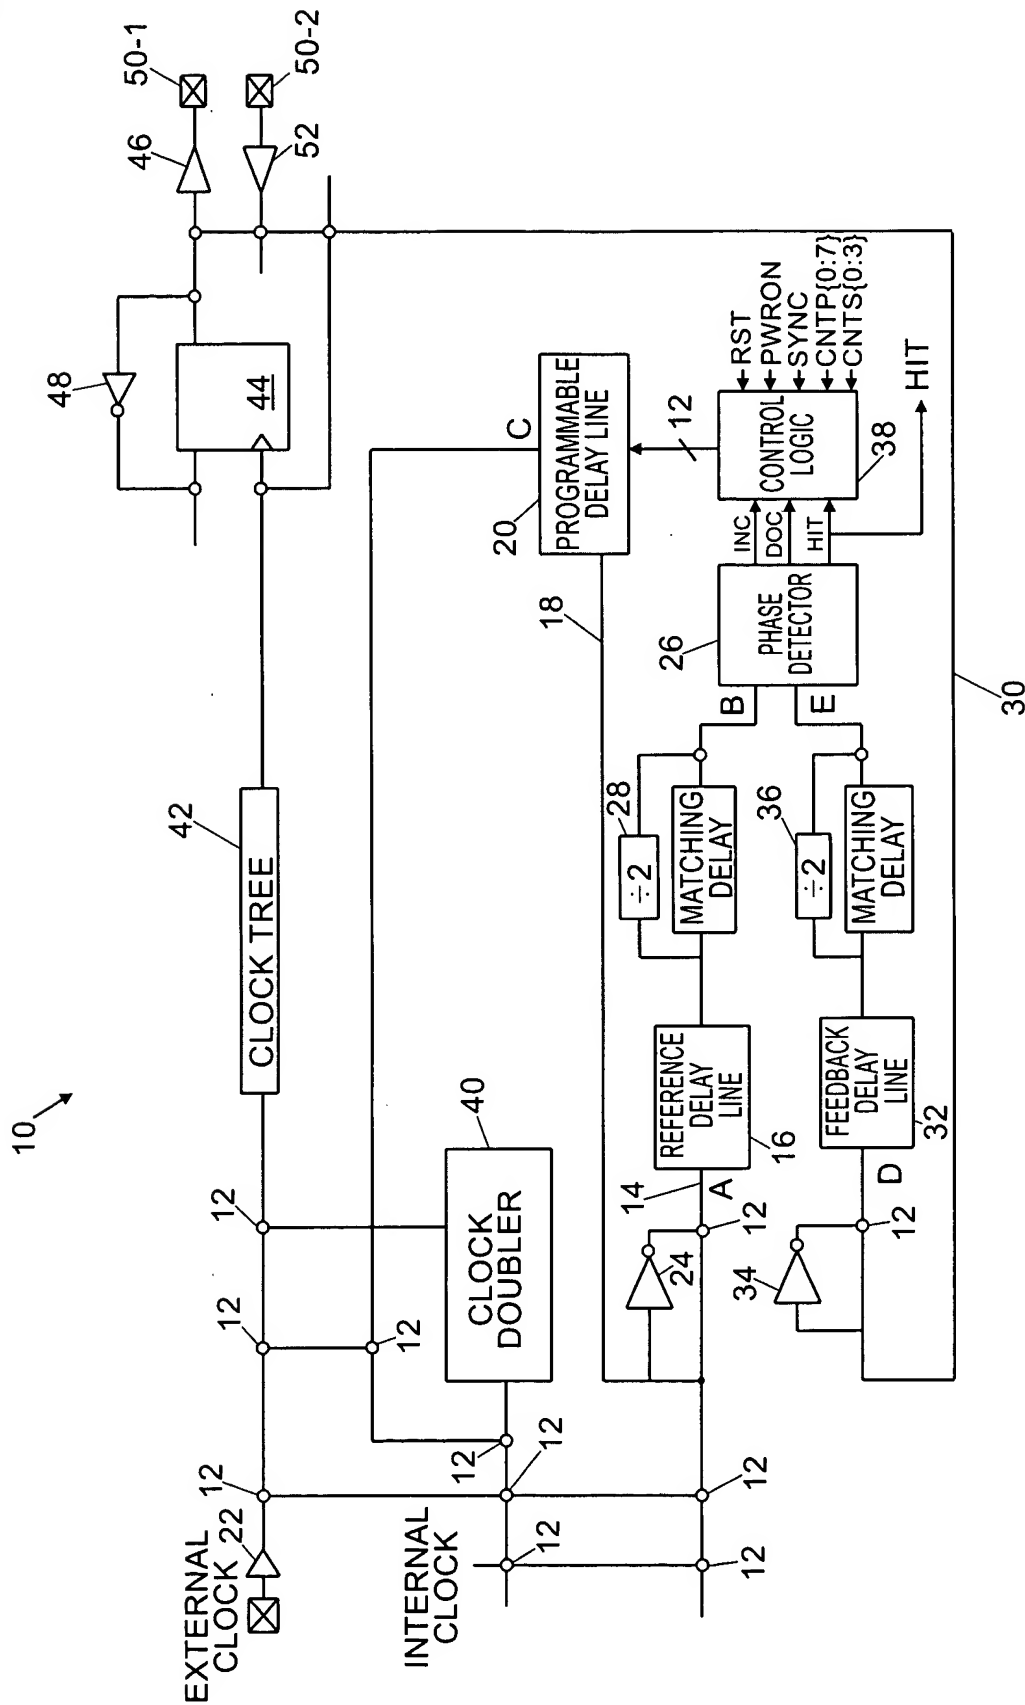 10
EXTERNAL
CLOCK
22
12
12
12
CLOCK TREE
42
48
44
46
50-1
50-2
52
INTERNAL
CLOCK
12
12
12
12
CLOCK
DOUBLER
40
C
PROGRAMMABLE
DELAY LINE
20
18
12
12
12
24
12
14
A
REFERENCE
DELAY
LINE
16
÷2
28
MATCHING
DELAY
B
34
12
D
FEEDBACK
DELAY
LINE
32
÷2
36
MATCHING
DELAY
E
PHASE
DETECTOR
26
INC
DOC
HIT
CONTROL
LOGIC
38
RST
PWRON
SYNC
CNTP{0:7}
CNTS{0:3}
HIT
30